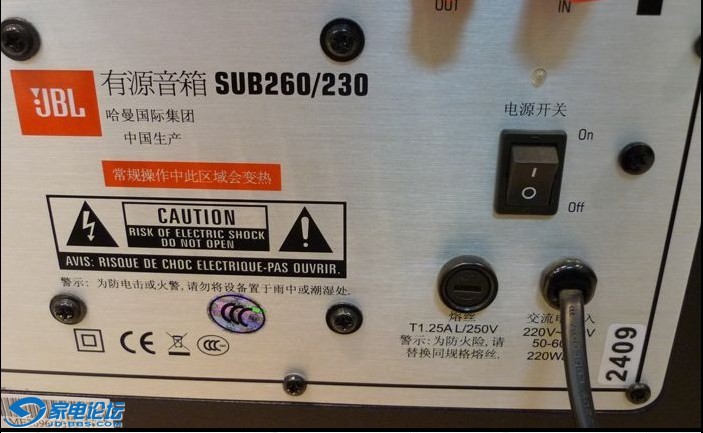 OUT
IN
JBL
有源音箱 SUB260/230
哈曼国际集团
中国生产
常规操作中此区域会变热
电源开关
On
Off
CAUTION
RISK OF ELECTRIC SHOCK
DO NOT OPEN
AVIS: RISQUE DE CHOC ELECTRIQUE-PAS OUVRIR.
警示: 为防电击或火警,请勿将设备置于雨中或潮湿处.
CCC
CE
CCC
熔丝
T1.25A L/250V
警示: 为防火险, 请
替换同规格熔丝.
交流
入
220V~
50-
220W
2409
家电论坛